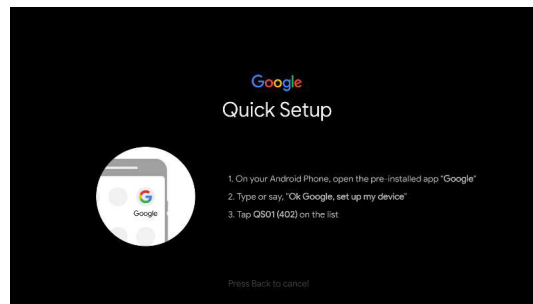 Google
Quick Setup
1. On your Android Phone, open the pre-installed app "Google"
2. Type or say, "Ok Google, set up my device"
3. Tap QS01 (402) on the list
G
Google
Press Back to cancel